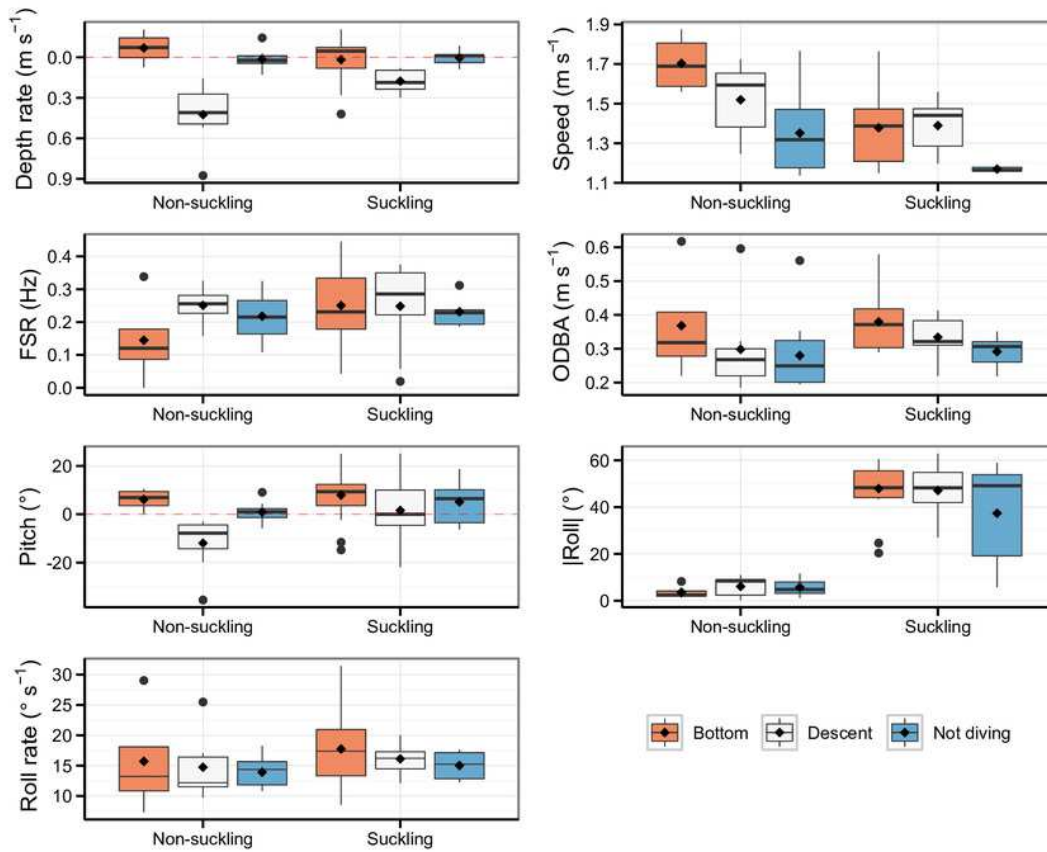 Depth rate (m s⁻¹)
0.0
0.3
0.6
0.9
Non-suckling Suckling
Speed (m s⁻¹)
1.9
1.7
1.5
1.3
1.1
Non-suckling Suckling
FSR (Hz)
0.4
0.3
0.2
0.1
0.0
Non-suckling Suckling
ODBA (m s⁻¹)
0.6
0.5
0.4
0.3
0.2
Non-suckling Suckling
Pitch (°)
20
0
-20
Non-suckling Suckling
|Roll| (°)
60
40
20
0
Non-suckling Suckling
Roll rate (° s⁻¹)
30
25
20
15
10
Non-suckling Suckling
Bottom Descent Not diving